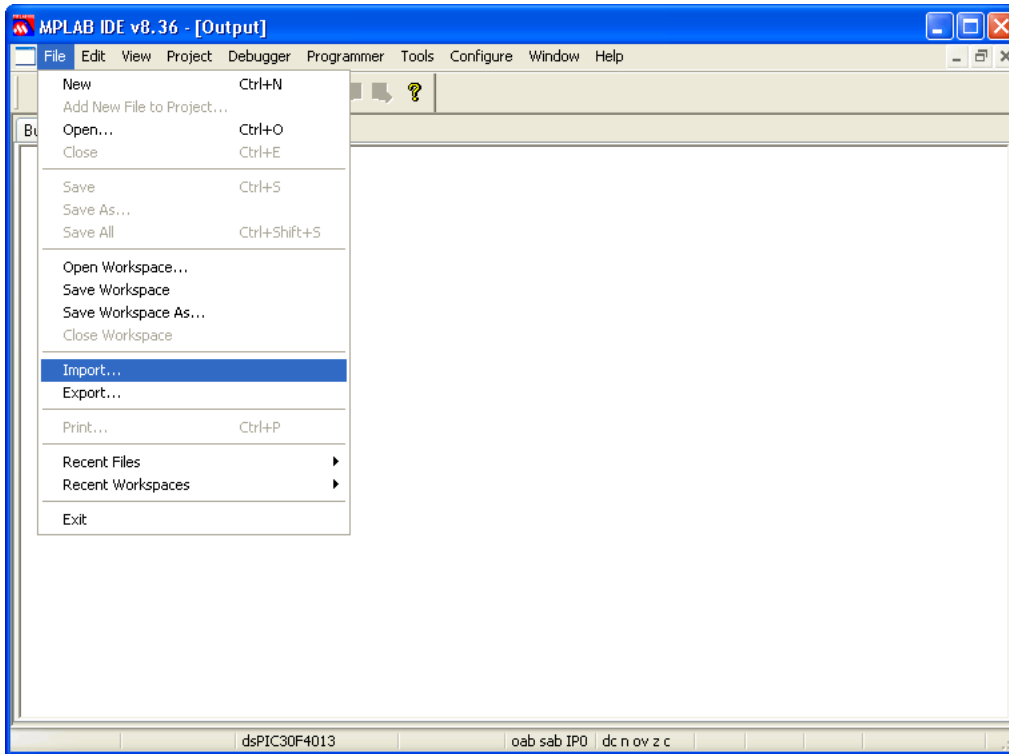 MPLAB IDE v8.36 - [Output]
File Edit View Project Debugger Programmer Tools Configure Window Help
New Ctrl+N
Add New File to Project...
Open... Ctrl+O
Close Ctrl+E
Save Ctrl+S
Save As...
Save All Ctrl+Shift+S
Open Workspace...
Save Workspace
Save Workspace As...
Close Workspace
Import...
Export...
Print... Ctrl+P
Recent Files
Recent Workspaces
Exit
dsPIC30F4013 oab sab IP0 dc n ov z c